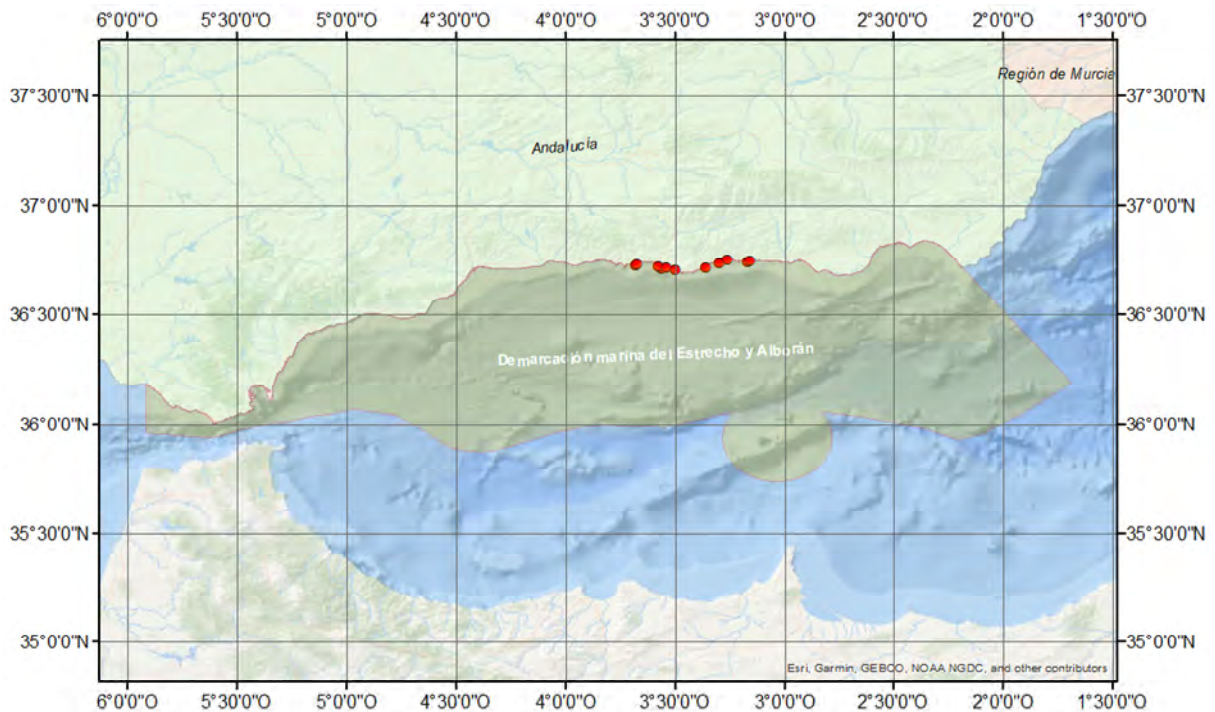 6°0'0"O 5°30'0"O 5°0'0"O 4°30'0"O 4°0'0"O 3°30'0"O 3°0'0"O 2°30'0"O 2°0'0"O 1°30'0"O
Región de Murcia
37°30'0"N 37°30'0"N
Andalucía
37°0'0"N 37°0'0"N
36°30'0"N 36°30'0"N
Demarcación marina del Estrecho y Alborán
36°0'0"N 36°0'0"N
35°30'0"N 35°30'0"N
35°0'0"N 35°0'0"N
Esri, Garmin, GEBCO, NOAA NGDC, and other contributors
6°0'0"O 5°30'0"O 5°0'0"O 4°30'0"O 4°0'0"O 3°30'0"O 3°0'0"O 2°30'0"O 2°0'0"O 1°30'0"O